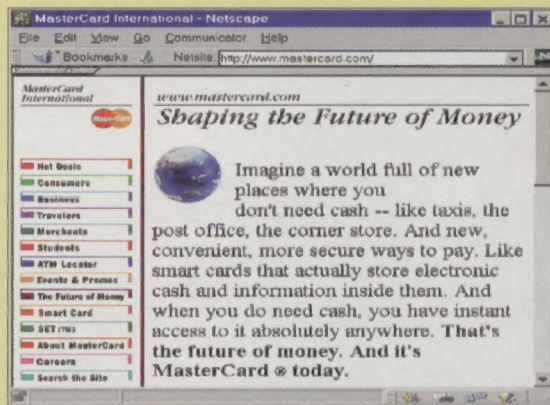 MasterCard International - Netscape
File Edit View Go Communicator Help
Bookmarks Netsite: http://www.mastercard.com/
MasterCard
International
MasterCard
Hot Deals
Consumers
Business
Travelers
Merchants
Students
ATM Locator
Events & Promos
The Future of Money
Smart Card
SET
About MasterCard
Careers
Search the Site
www.mastercard.com
Shaping the Future of Money
Imagine a world full of new
places where you
don't need cash -- like taxis, the
post office, the corner store. And new,
convenient, more secure ways to pay. Like
smart cards that actually store electronic
cash and information inside them. And
when you do need cash, you have instant
access to it absolutely anywhere. That's
the future of money. And it's
MasterCard ® today.